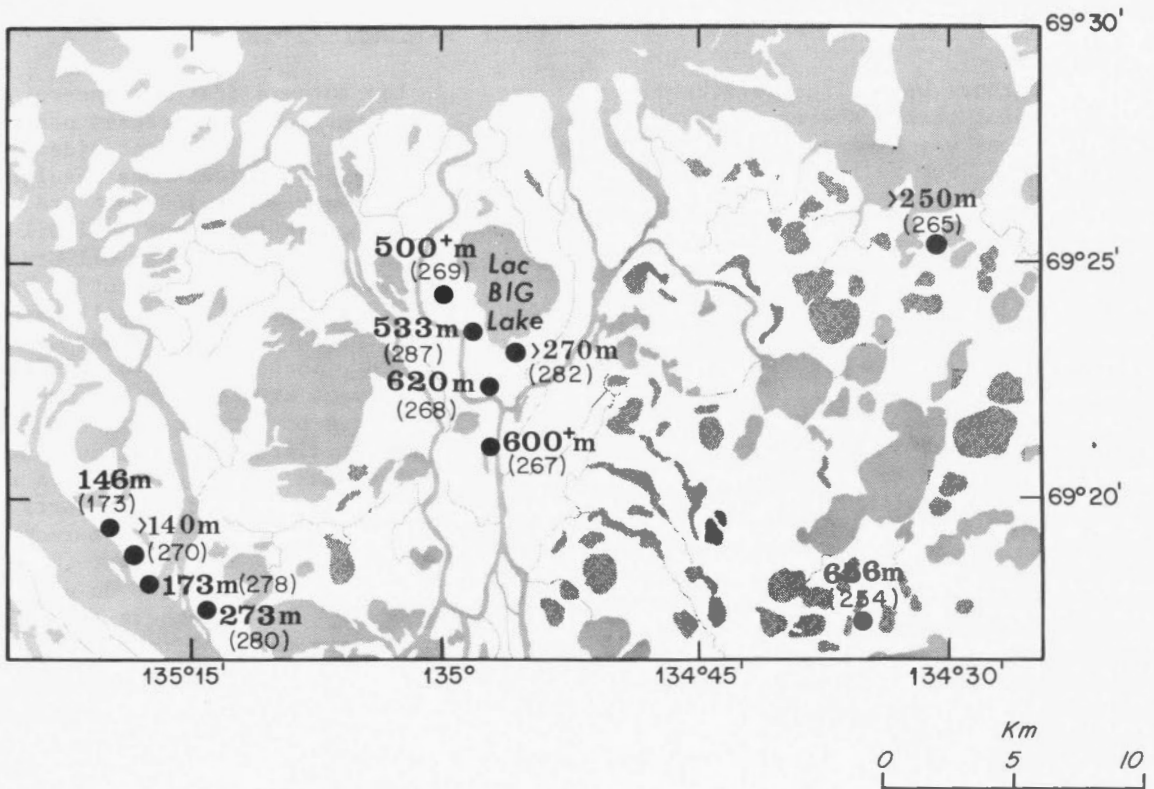 69° 30'
>250m
(265)
500⁺m
(269)
Lac
BIG
Lake
69° 25'
533m
(287)
>270m
(282)
620m
(268)
600⁺m
(267)
146m
(173)
>140m
(270)
69° 20'
173m(278)
273m
(280)
(254)
135°15'
135°
134°45'
134°30'
Km
0 5 10